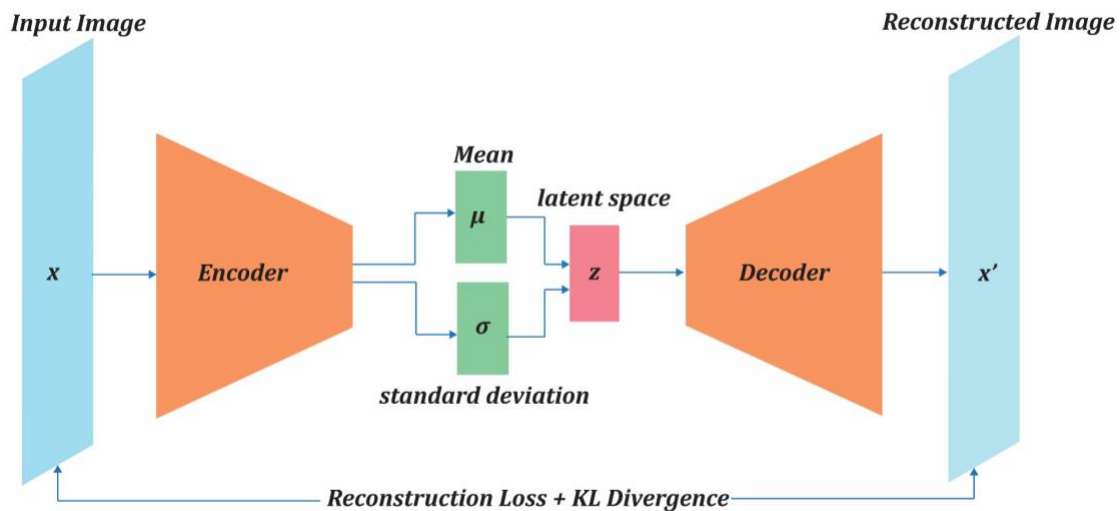 Input Image
Reconstructed Image
Mean
μ
latent space
x
Encoder
z
Decoder
x'
σ
standard deviation
Reconstruction Loss + KL Divergence